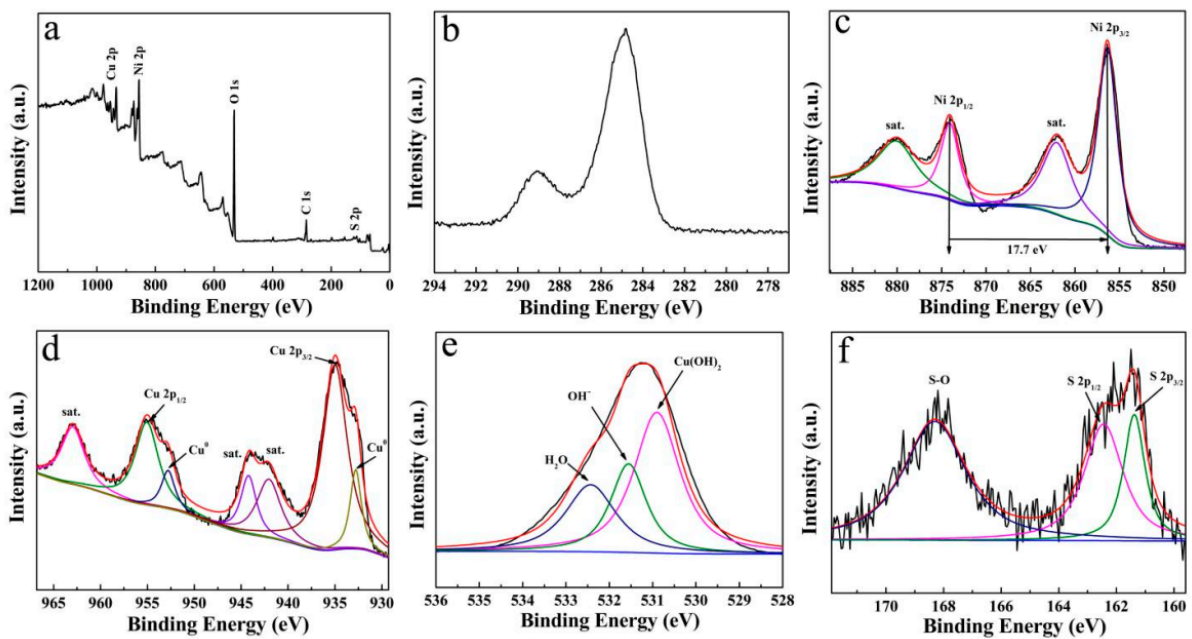 a
Cu 2p
Ni 2p
O 1s
C 1s
S 2p
Intensity (a.u.)
1200 1000 800 600 400 200 0
Binding Energy (eV)
b
Intensity (a.u.)
294 292 290 288 286 284 282 280 278
Binding Energy (eV)
c
Ni 2p3/2
Ni 2p1/2
sat.
sat.
17.7 eV
Intensity (a.u.)
885 880 875 870 865 860 855 850
Binding Energy (eV)
d
Cu 2p3/2
Cu 2p1/2
sat.
Cu⁰
sat. sat.
Cu⁰
Intensity (a.u.)
965 960 955 950 945 940 935 930
Binding Energy (eV)
e
Cu(OH)₂
OH⁻
H₂O
Intensity (a.u.)
536 535 534 533 532 531 530 529 528
Binding Energy (eV)
f
S-O
S 2p1/2
S 2p3/2
Intensity (a.u.)
170 168 166 164 162 160
Binding Energy (eV)